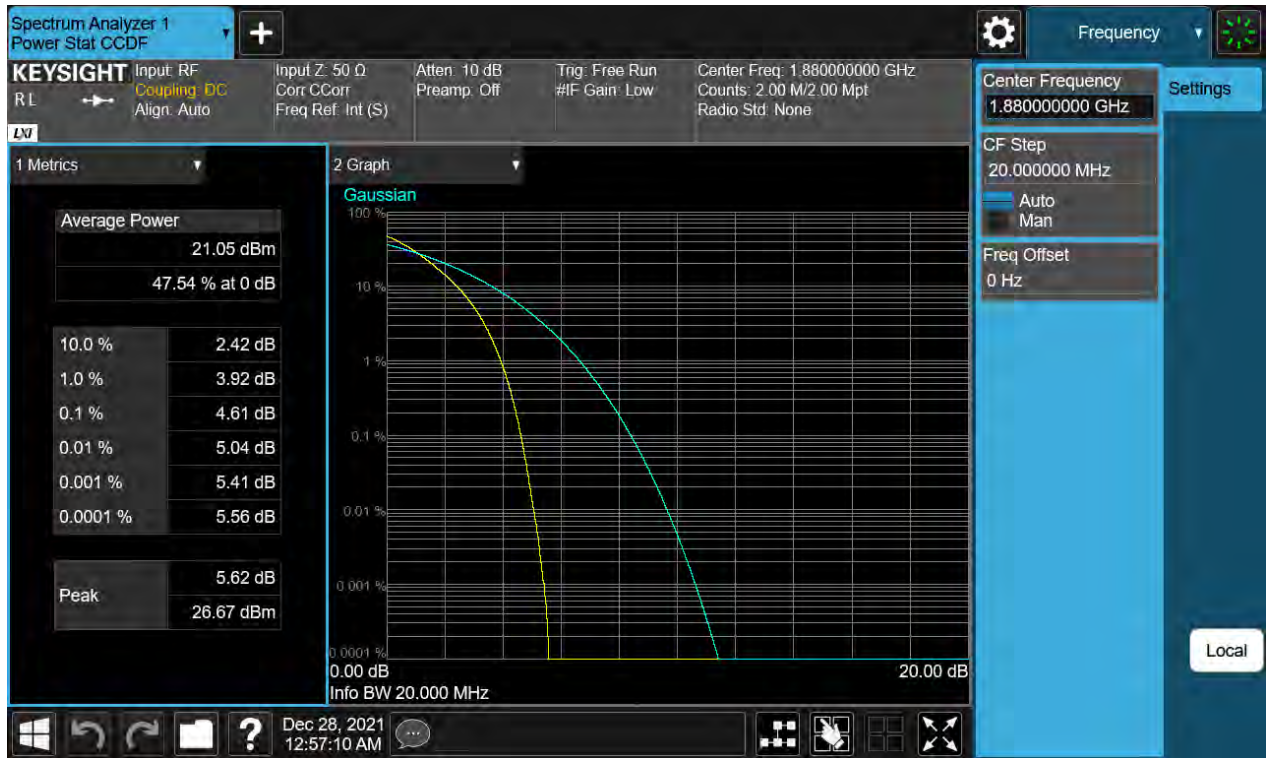 Spectrum Analyzer 1
Power Stat CCDF
Frequency
KEYSIGHT
RL
LXI
Input: RF
Coupling: DC
Align: Auto
Input Z: 50 Ω
Corr CCorr
Freq Ref: Int (S)
Atten: 10 dB
Preamp: Off
Trig: Free Run
#IF Gain: Low
Center Freq: 1.880000000 GHz
Counts: 2.00 M/2.00 Mpt
Radio Std: None
Center Frequency
1.880000000 GHz
Settings
CF Step
20.000000 MHz
Auto
Man
Freq Offset
0 Hz
Local
1 Metrics
Average Power
21.05 dBm
47.54 % at 0 dB
10.0 % 2.42 dB
1.0 % 3.92 dB
0.1 % 4.61 dB
0.01 % 5.04 dB
0.001 % 5.41 dB
0.0001 % 5.56 dB
Peak
5.62 dB
26.67 dBm
2 Graph
Gaussian
100 %
10 %
1 %
0.1 %
0.01 %
0.001 %
0.0001 %
0.00 dB
20.00 dB
Info BW 20.000 MHz
?
Dec 28, 2021
12:57:10 AM